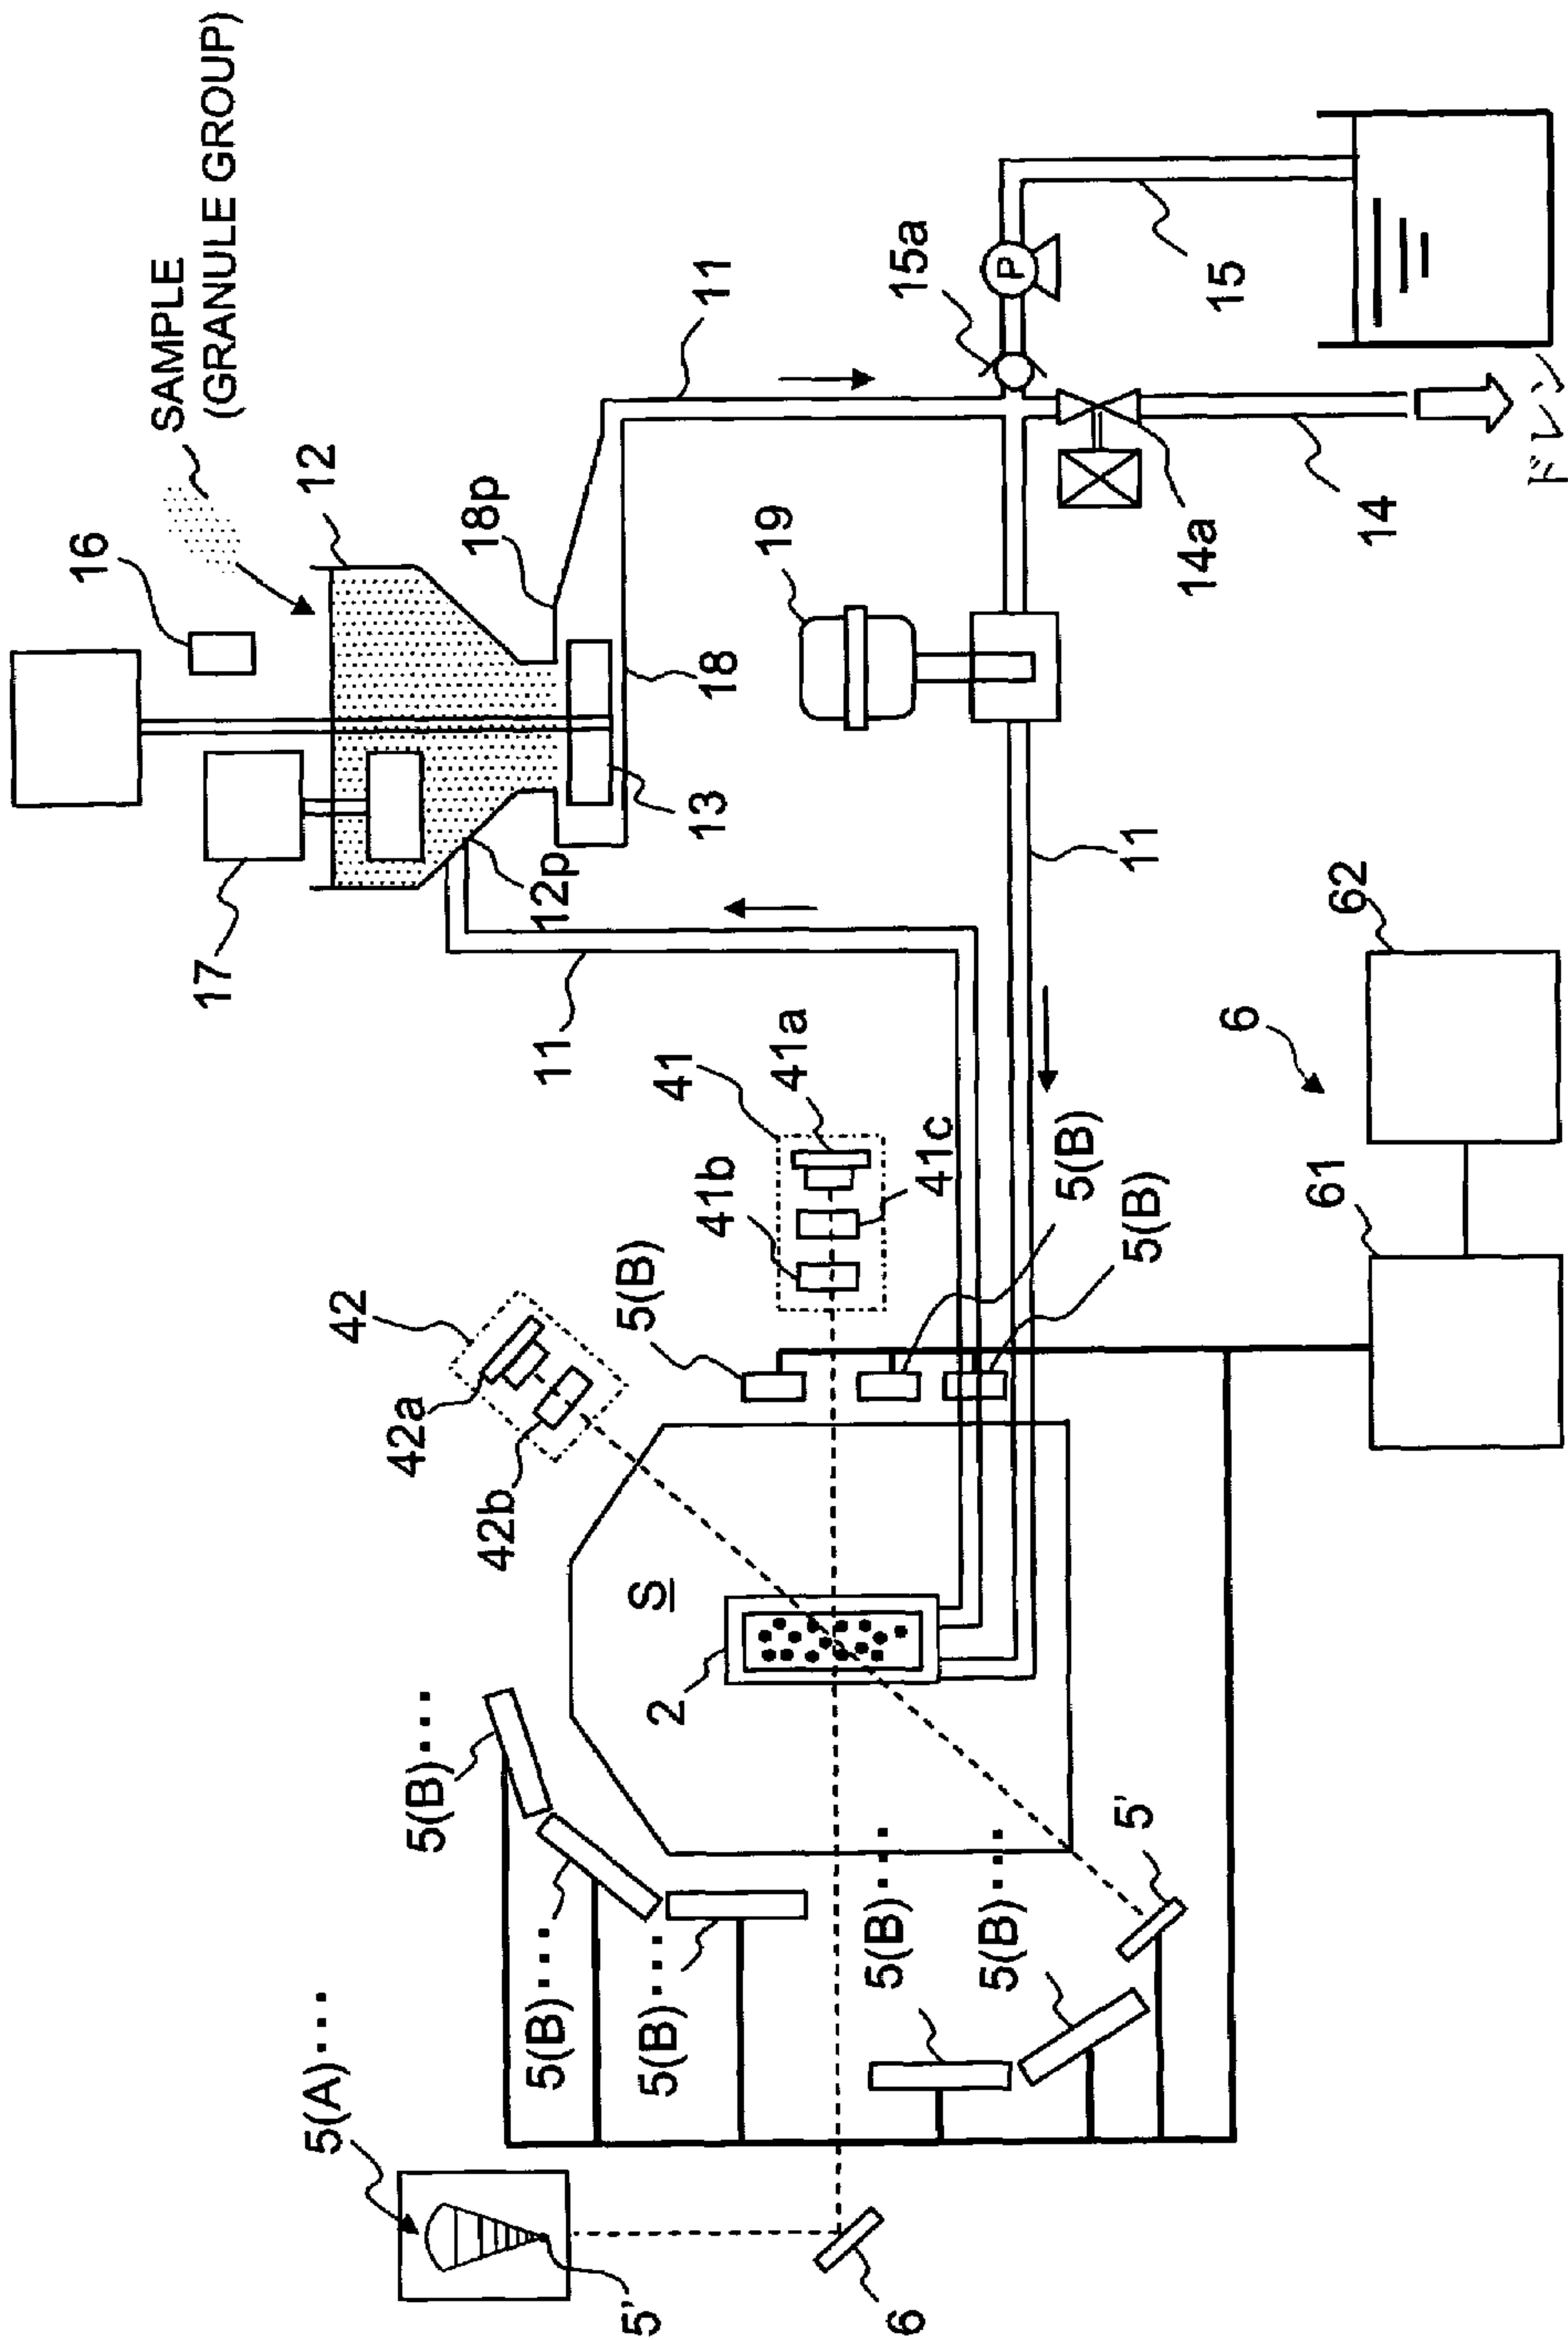 16
SAMPLE
(GRANULE GROUP)
17
12
5(A)···
42
42a
5(B)···
18p
42b
5(B)···
11
12p
5'
5(B)···
S
5(B)
2
41
13
18
11
41b
19
41a
5(B)···
6
15a
41c
5(B)···
P
5(B)
5'
5(B)
11
14a
15
6
61
62
14
ドレン